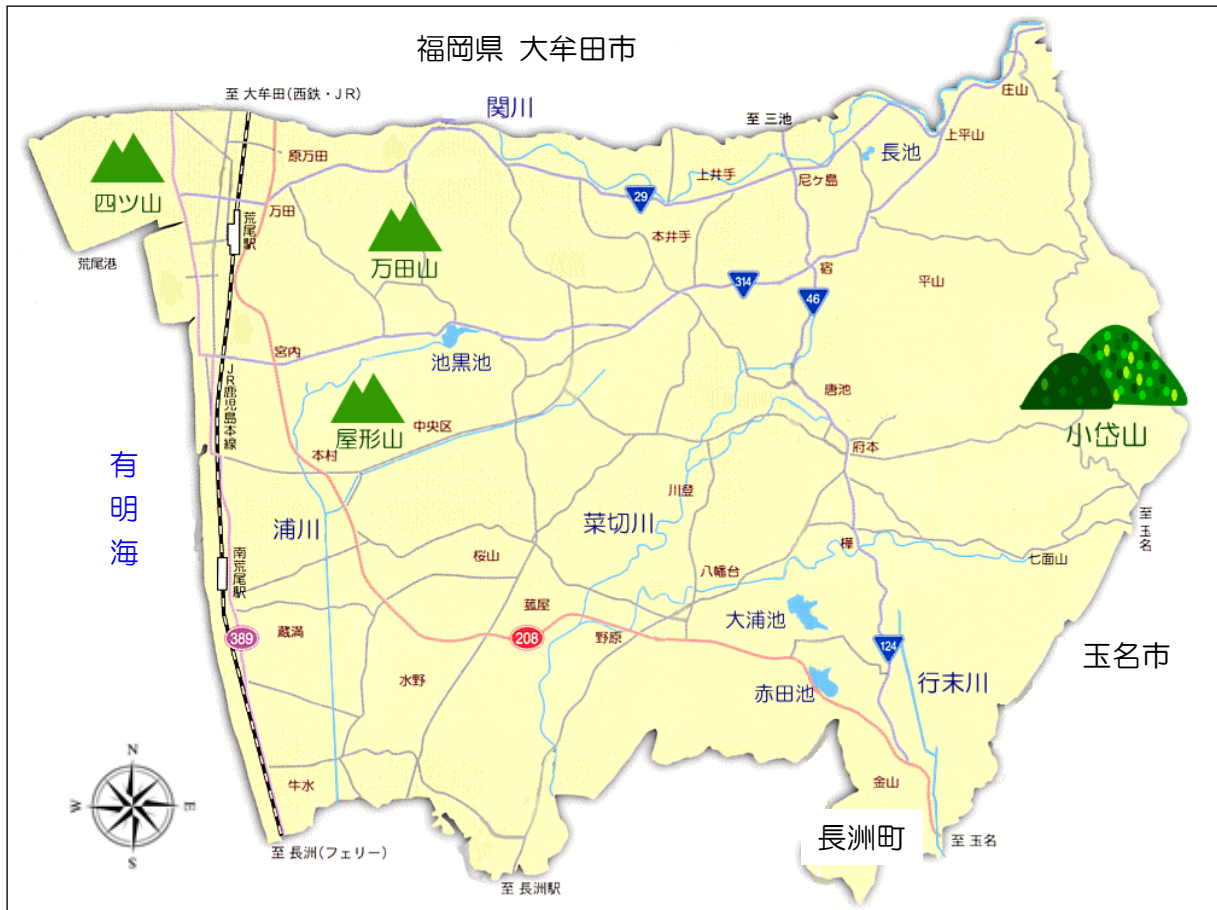 福岡県 大牟田市
至 大牟田(西鉄・JR)
関川
庄山
至 三池
上平山
長池
原万田
上井手
尼ケ島
四ツ山
29
万田
荒尾駅
本井手
荒尾港
万田山
宿
平山
314
46
宮内
池黒池
JR鹿児島本線
唐池
中央区
屋形山
小岱山
府本
本村
有明海
川登
至 玉名
浦川
菜切川
樺
桜山
七面山
南荒尾駅
八幡台
菰屋
大浦池
389
蔵満
208
野原
124
玉名市
水野
赤田池
行末川
N
W
E
S
牛水
金山
長洲町
至 玉名
至 長洲(フェリー)
至 長洲駅